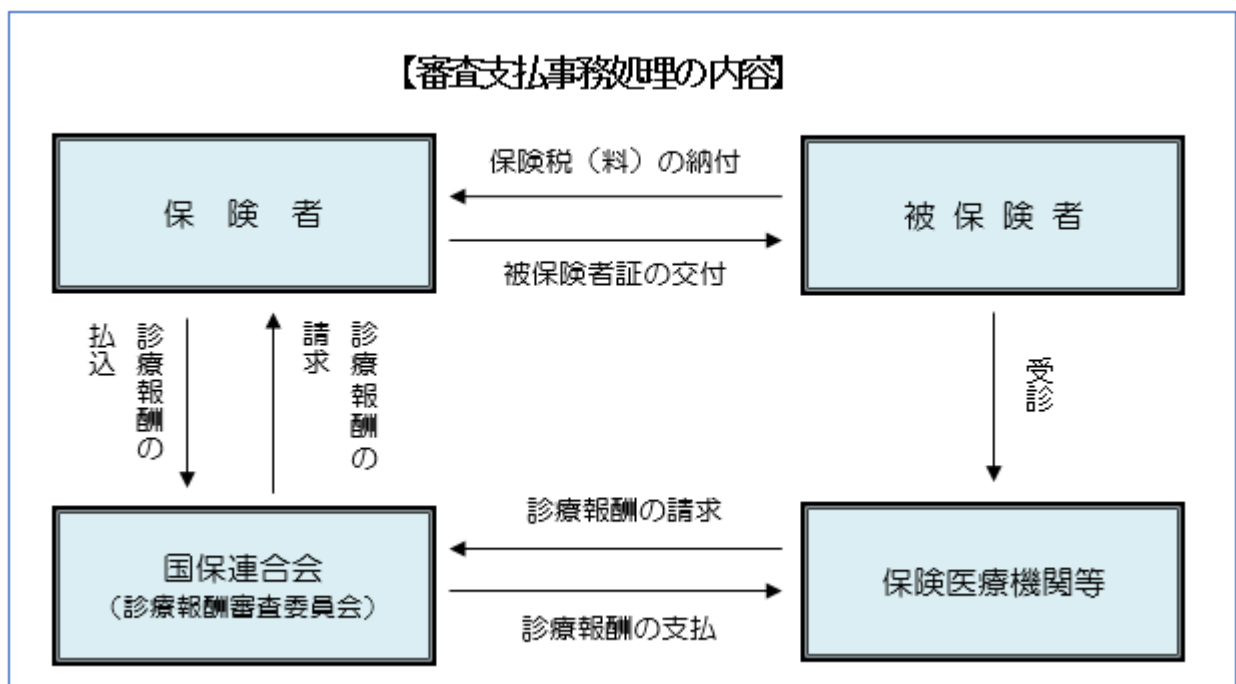 【審査支払事務処理の内容】
保険税（料）の納付
保 険 者
被 保 険 者
被保険者証の交付
診療報酬の
払込
診療報酬の
請求
受診
診療報酬の請求
国保連合会
（診療報酬審査委員会）
保険医療機関等
診療報酬の支払